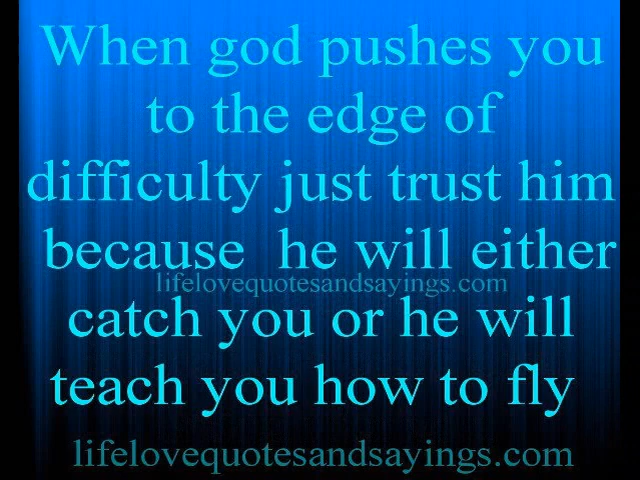 When god pushes you
to the edge of
difficulty just trust him
because he will either
lifelovequotesandsayings.com
catch you or he will
teach you how to fly
lifelovequotesandsayings.com